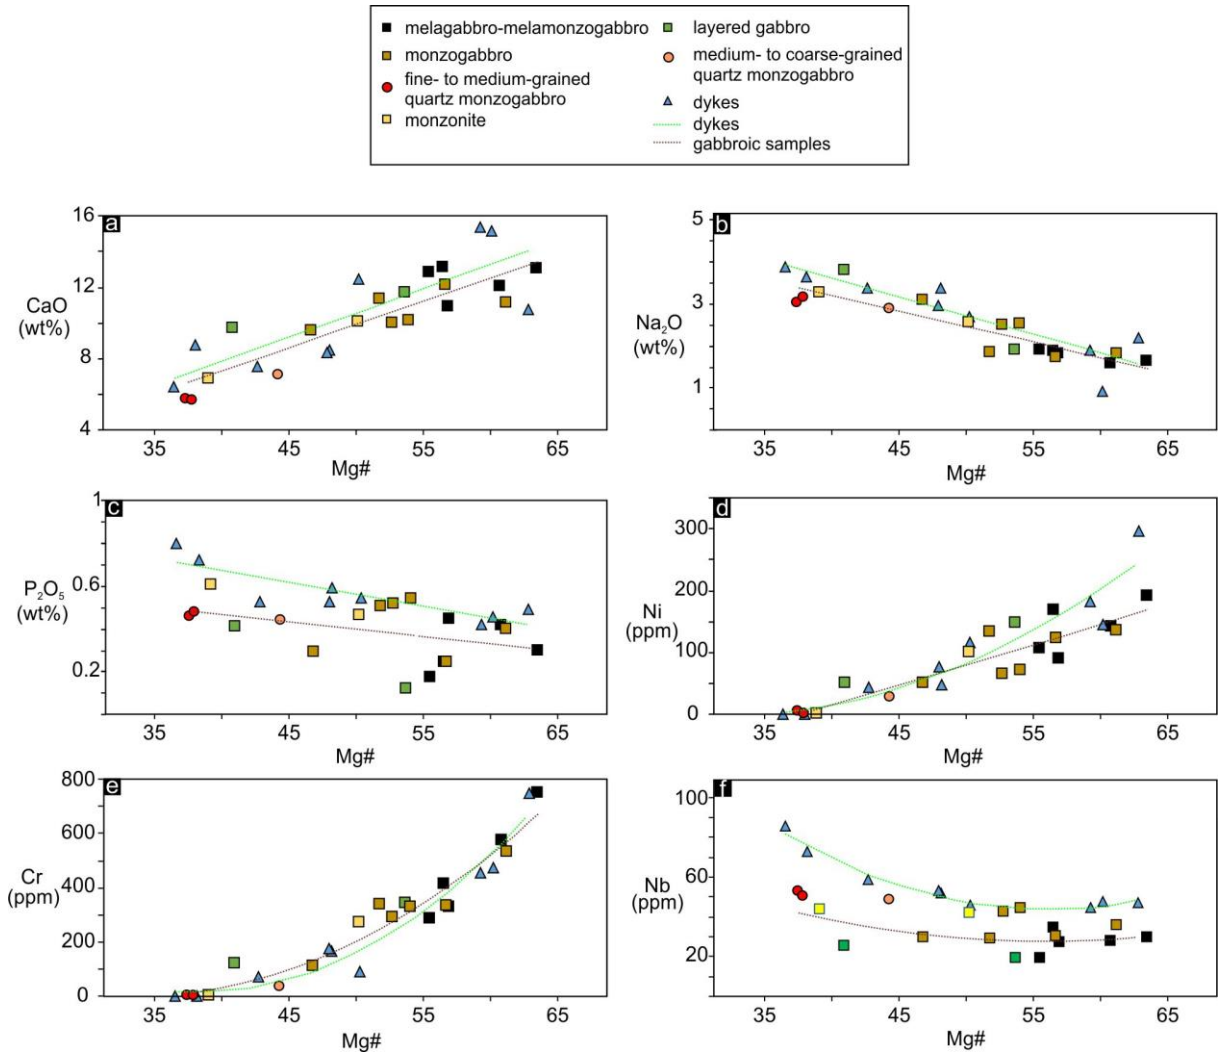 melagabbro-melamonzogabbro
monzogabbro
fine- to medium-grained
quartz monzogabbro
monzonite
layered gabbro
medium- to coarse-grained
quartz monzogabbro
dykes
dykes
gabbroic samples
a
16
12
8
4
CaO
(wt%)
35 45 55 65
Mg#
b
5
3
1
Na₂O
(wt%)
35 45 55 65
Mg#
c
1
0.6
0.2
P₂O₅
(wt%)
35 45 55 65
Mg#
d
300
200
100
0
Ni
(ppm)
35 45 55 65
Mg#
e
800
600
400
200
0
Cr
(ppm)
35 45 55 65
Mg#
f
100
60
20
Nb
(ppm)
35 45 55 65
Mg#